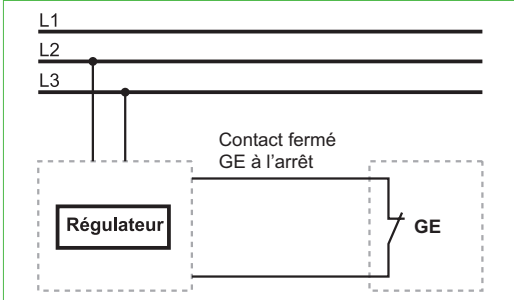 L1
L2
L3
Contact fermé
GE à l'arrêt
Régulateur
GE